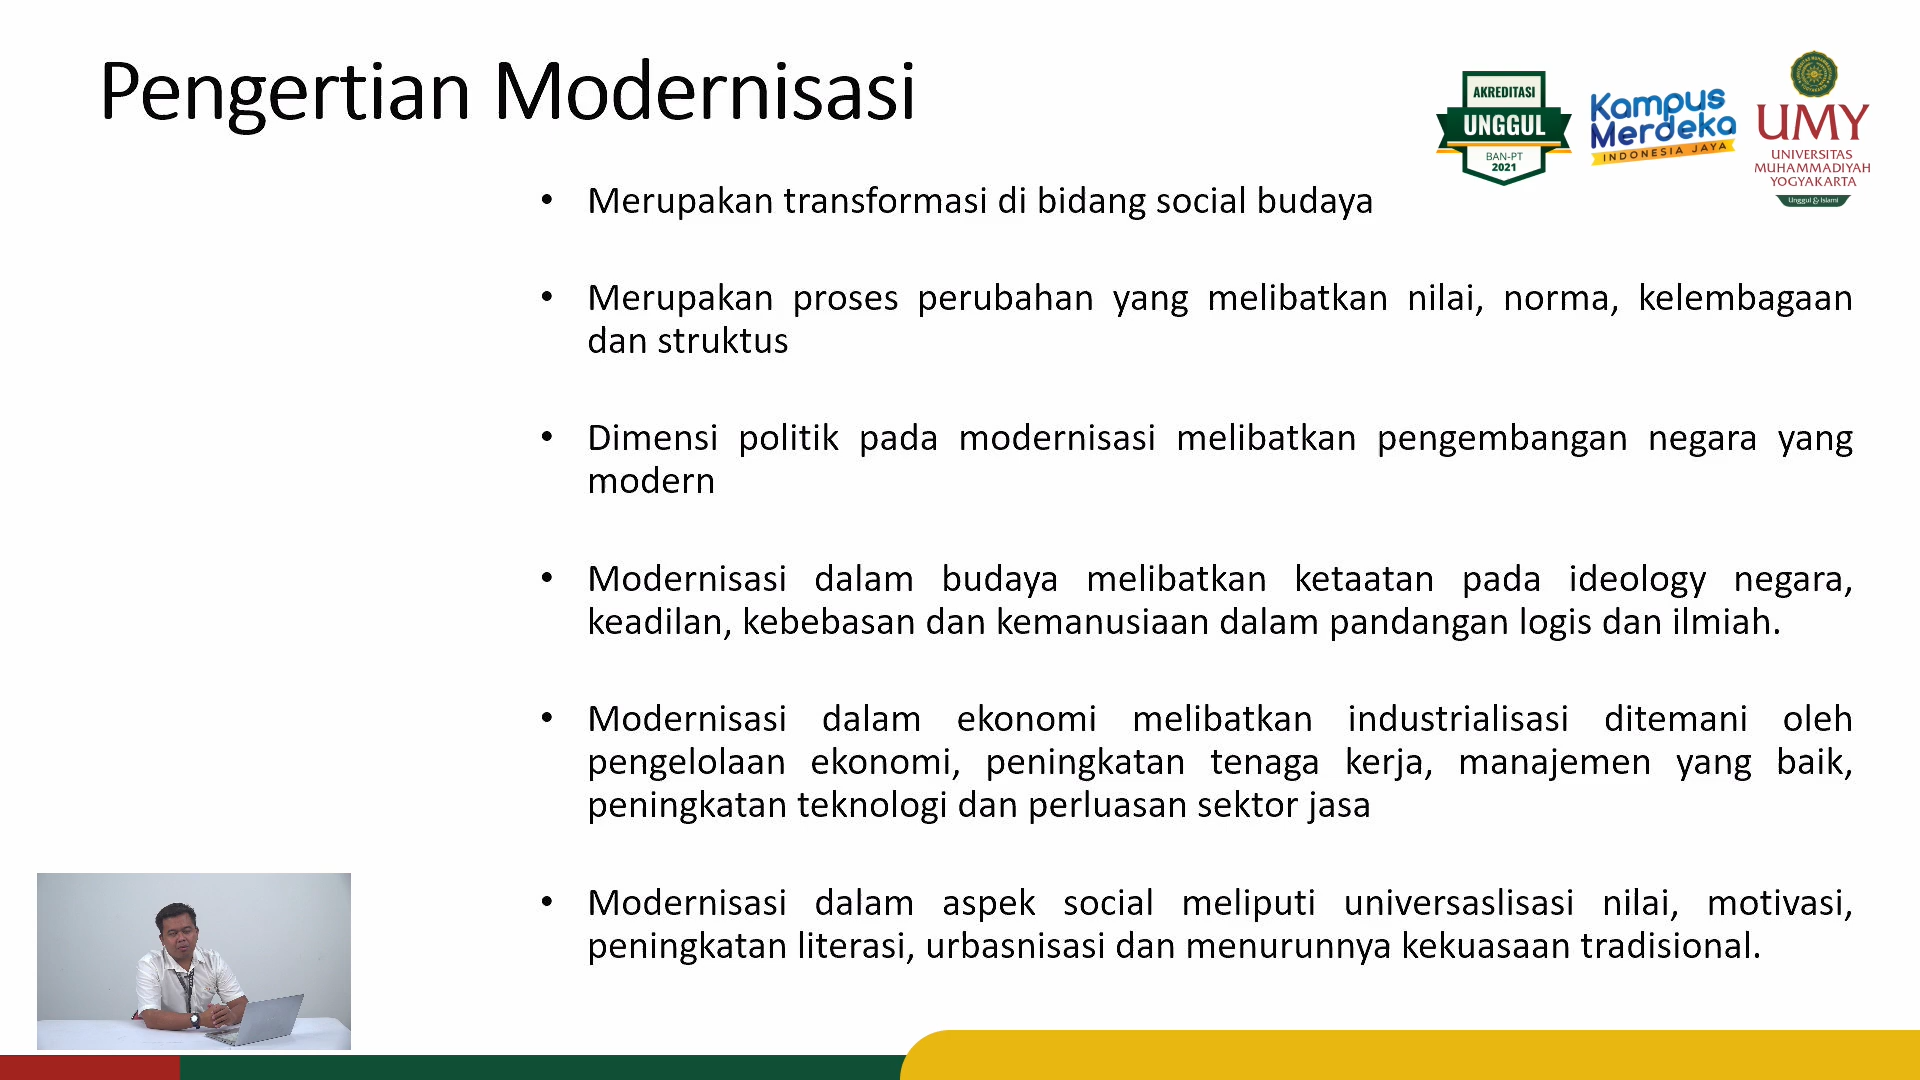 Pengertian Modernisasi
AKREDITASI
UNGGUL
BAN-PT
2021
Kampus
Merdeka
INDONESIA JAYA
UMY
UNIVERSITAS
MUHAMMADIYAH
YOGYAKARTA
Unggul & Islami
• Merupakan transformasi di bidang social budaya
• Merupakan proses perubahan yang melibatkan nilai, norma, kelembagaan
dan struktus
• Dimensi politik pada modernisasi melibatkan pengembangan negara yang
modern
• Modernisasi dalam budaya melibatkan ketaatan pada ideology negara,
keadilan, kebebasan dan kemanusiaan dalam pandangan logis dan ilmiah.
• Modernisasi dalam ekonomi melibatkan industrialisasi ditemani oleh
pengelolaan ekonomi, peningkatan tenaga kerja, manajemen yang baik,
peningkatan teknologi dan perluasan sektor jasa
• Modernisasi dalam aspek social meliputi universaslisasi nilai, motivasi,
peningkatan literasi, urbasnisasi dan menurunnya kekuasaan tradisional.